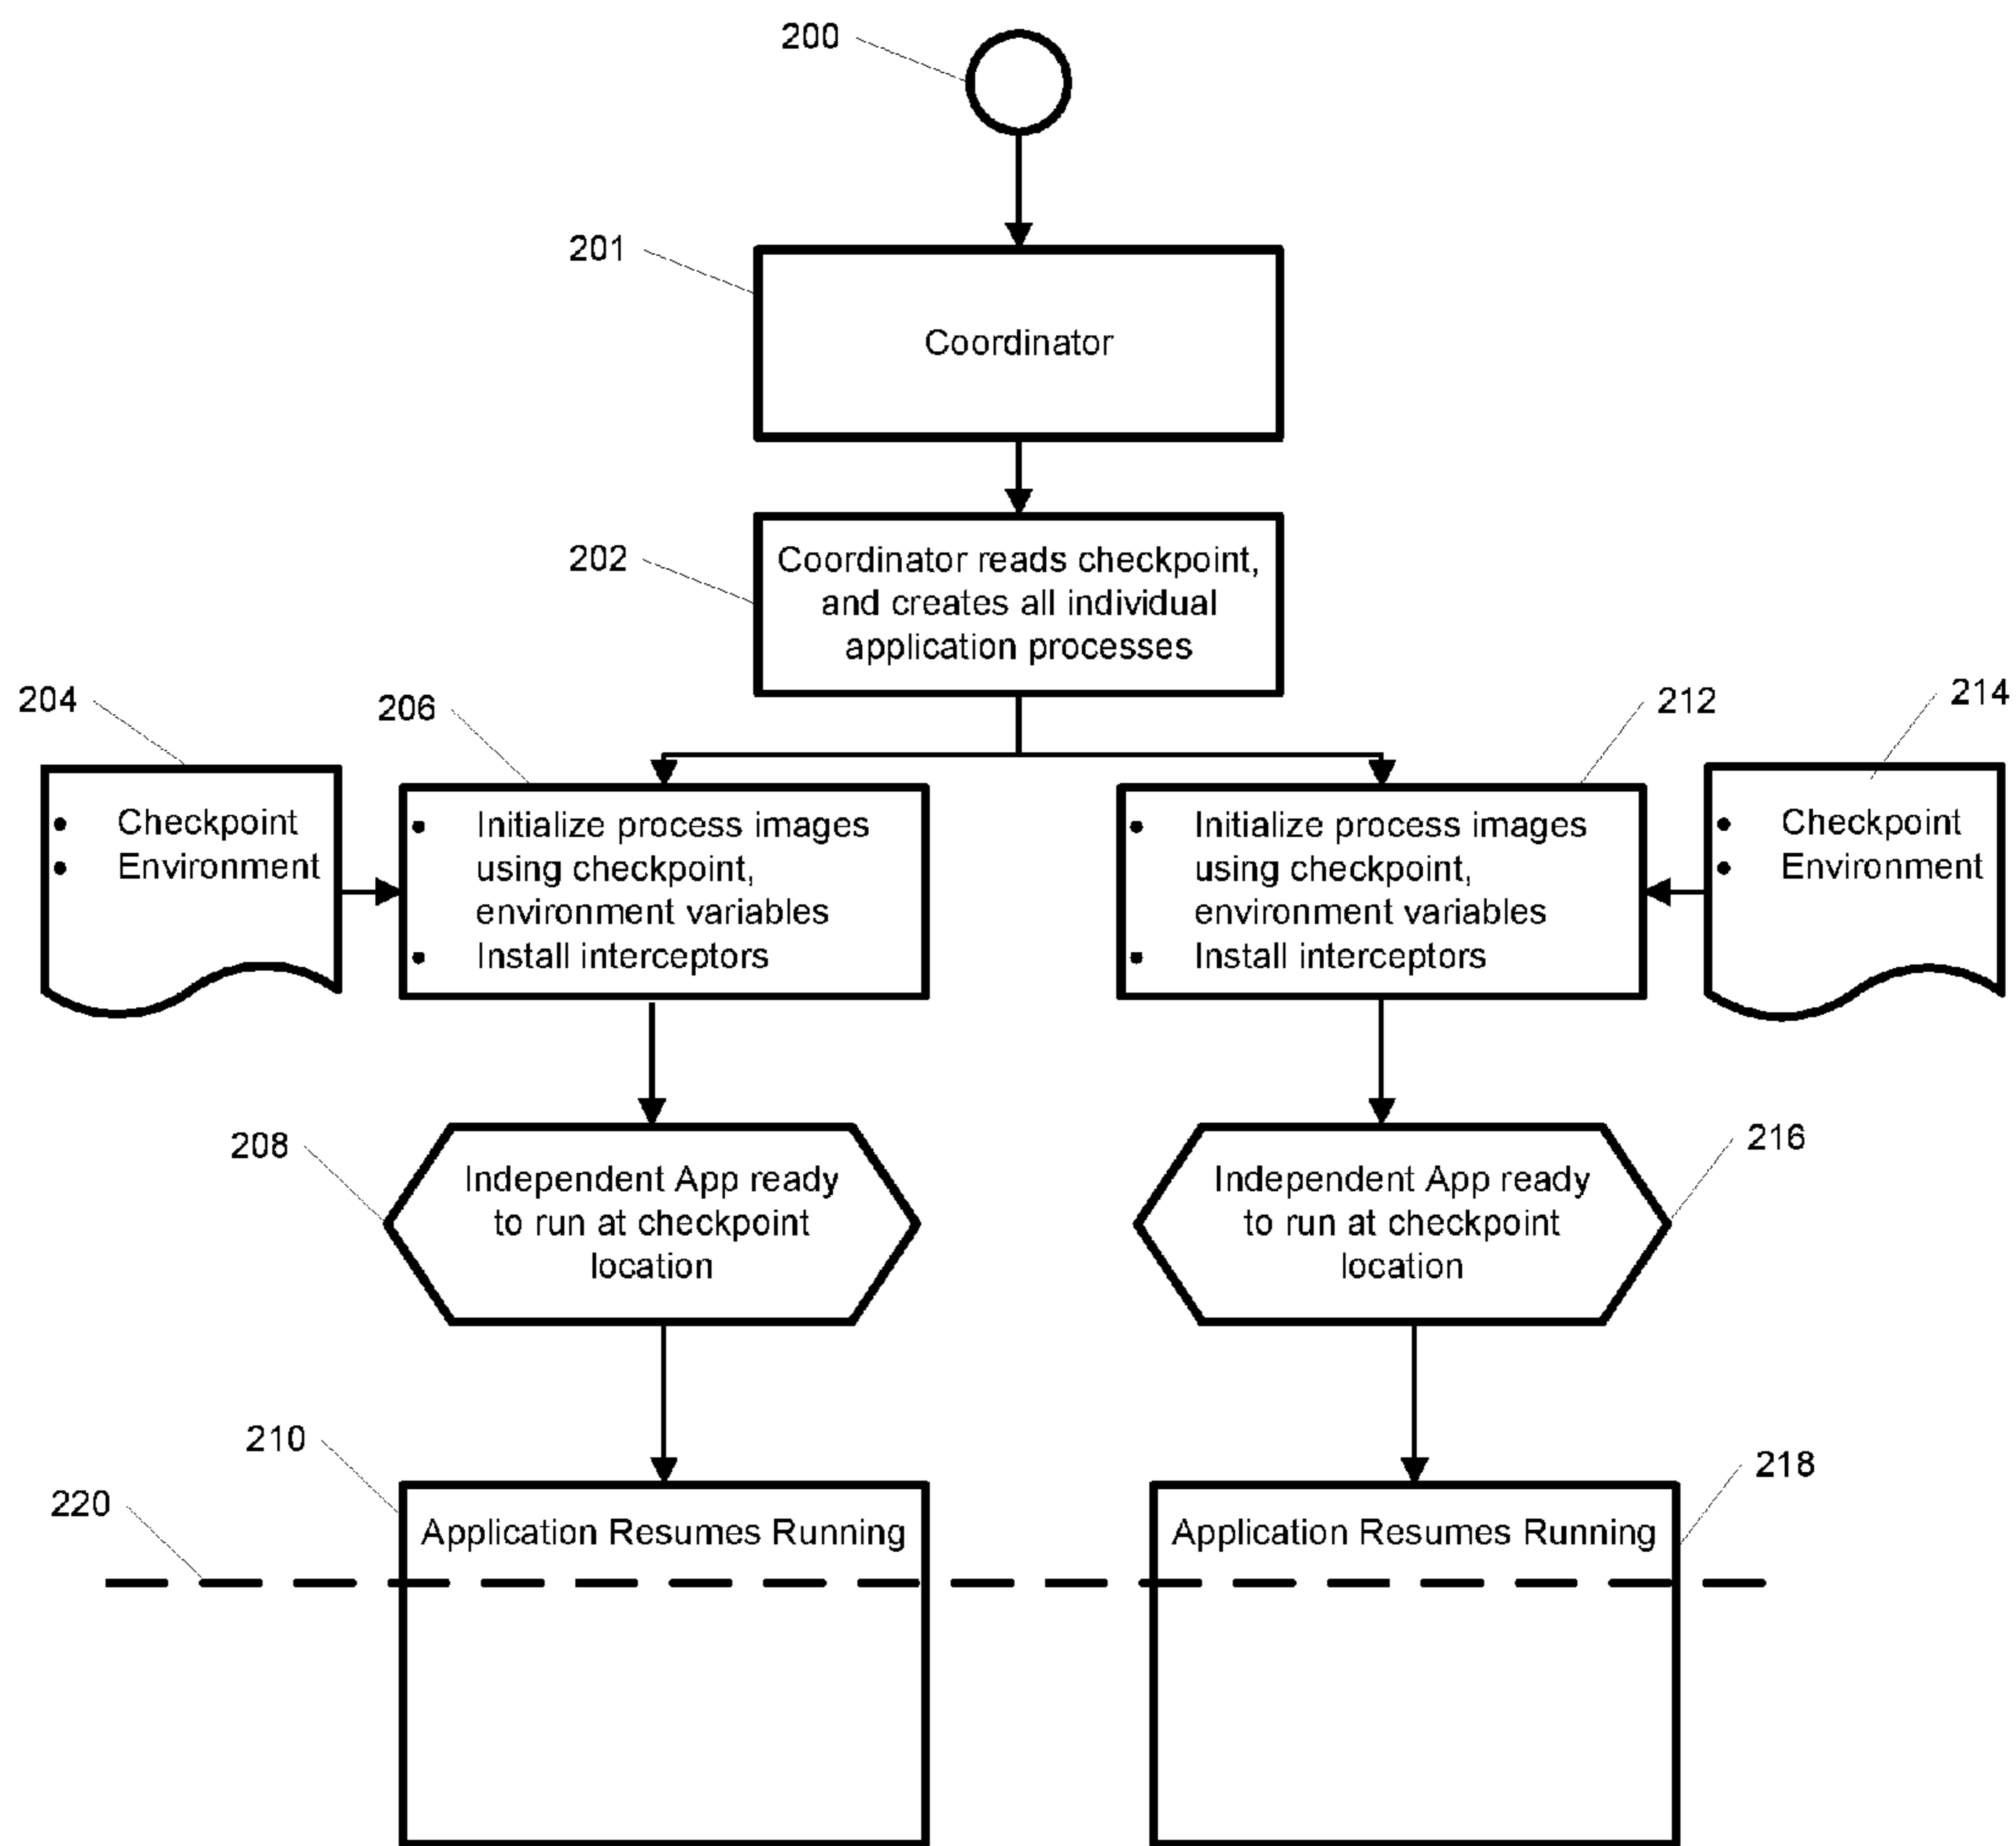 200
201
Coordinator
202
Coordinator reads checkpoint,
and creates all individual
application processes
204
206
212
214
• Checkpoint
• Environment
• Initialize process images
using checkpoint,
environment variables
• Install interceptors
• Initialize process images
using checkpoint,
environment variables
• Install interceptors
• Checkpoint
• Environment
208
Independent App ready
to run at checkpoint
location
216
Independent App ready
to run at checkpoint
location
210
218
220
Application Resumes Running
Application Resumes Running